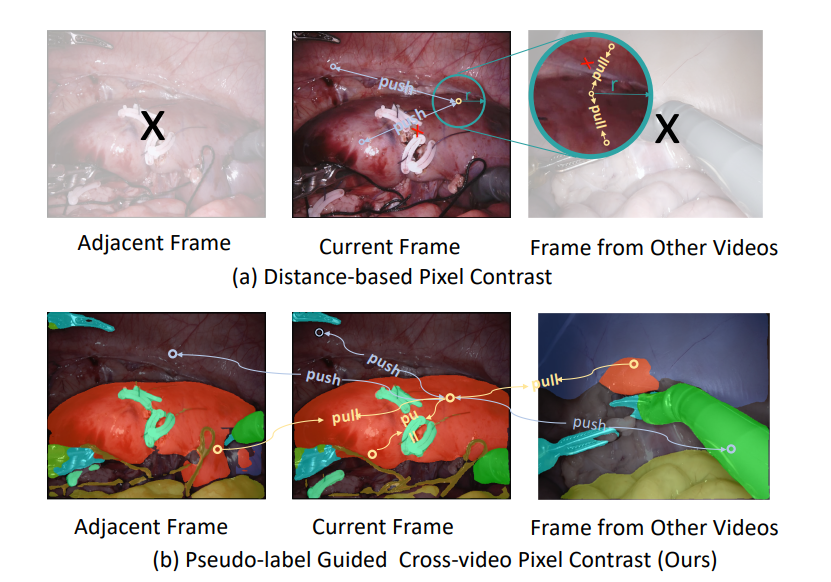 X
push
push
r
pull
pull
X
Adjacent Frame
Current Frame
Frame from Other Videos
(a) Distance-based Pixel Contrast
push
push
pull
pull
pull
push
Adjacent Frame
Current Frame
Frame from Other Videos
(b) Pseudo-label Guided Cross-video Pixel Contrast (Ours)